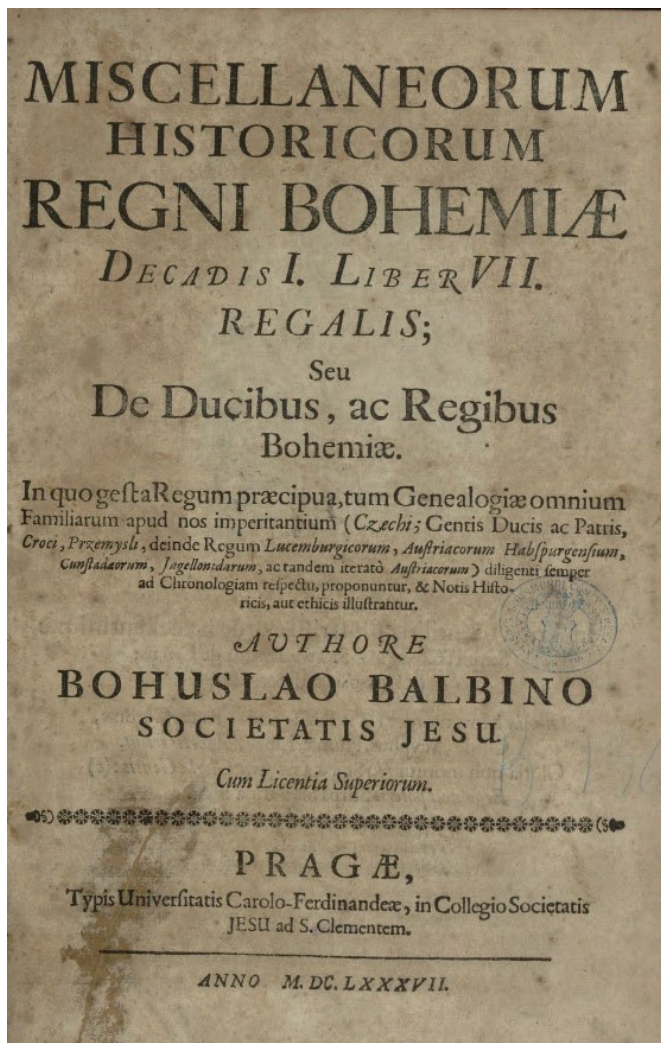 MISCELLANEORUM
HISTORICORUM
REGNI BOHEMIÆ
DECADIS I. LIBER VII.
REGALIS;
Seu
De Ducibus, ac Regibus
Bohemiæ.
In quo gesta Regum præcipua, tum Genealogiæ omnium
Familiarum apud nos imperitantium (Czechi; Gentis Ducis ac Patris,
Croci, Przemysli, deinde Regum Lucemburgicorum, Austriacorum Habspurgensium,
Cunstadaorum, Jagellonidarum, ac tandem iteratò Austriacorum) diligenti semper
ad Chronologiam respectu, proponuntur, & Notis Histo-
ricis, aut ethicis illustrantur.
AUTHORE
BOHUSLAO BALBINO
SOCIETATIS JESU.
Cum Licentia Superiorum.
PRAGÆ,
Typis Universitatis Carolo-Ferdinandeæ, in Collegio Societatis
JESU ad S. Clementem.
ANNO M. DC. LXXXVII.